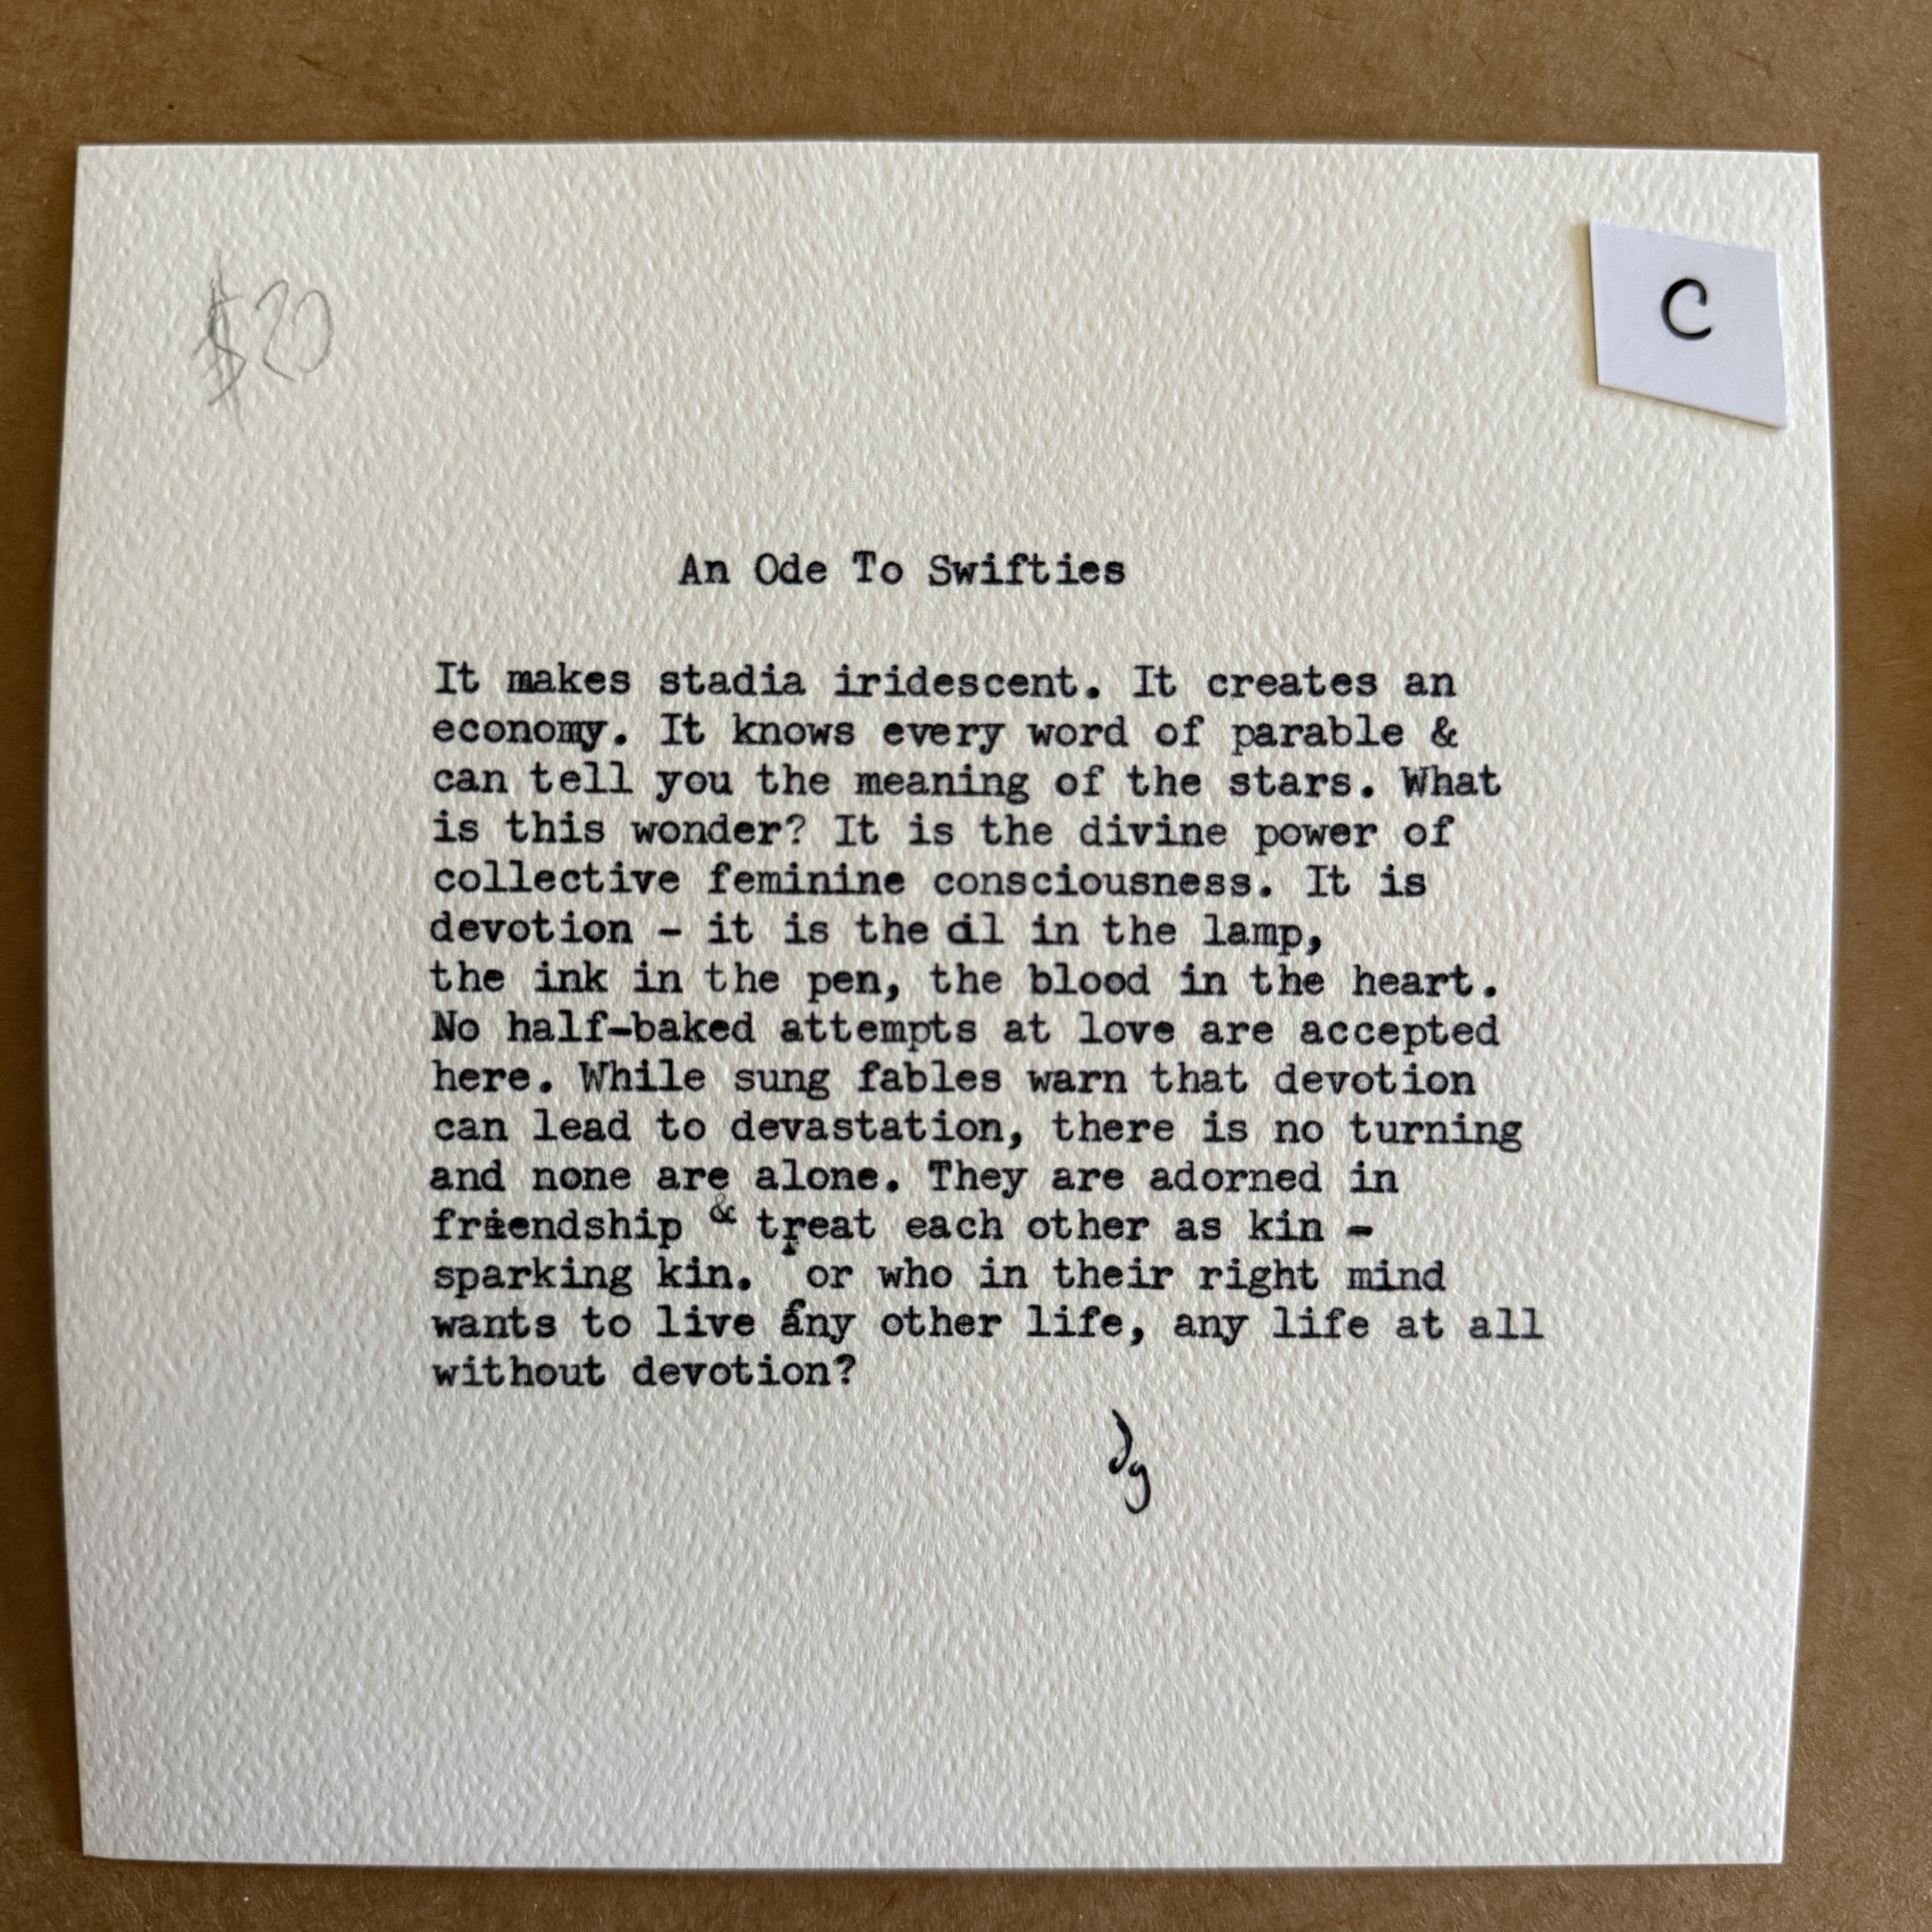 $20
C
An Ode To Swifties
It makes stadia iridescent. It creates an
economy. It knows every word of parable &
can tell you the meaning of the stars. What
is this wonder? It is the divine power of
collective feminine consciousness. It is
devotion - it is the oil in the lamp,
the ink in the pen, the blood in the heart.
No half-baked attempts at love are accepted
here. While sung fables warn that devotion
can lead to devastation, there is no turning
and none are alone. They are adorned in
friendship & treat each other as kin -
sparking kin. For who in their right mind
wants to live any other life, any life at all
without devotion?